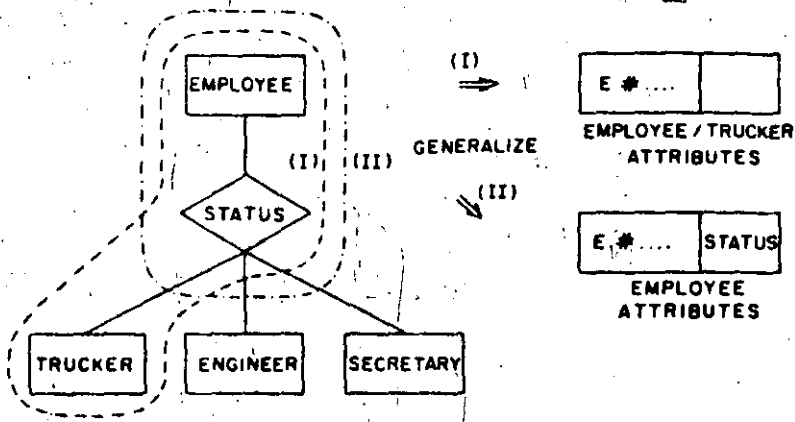 EMPLOYEE
(I)
(II)
STATUS
TRUCKER
ENGINEER
SECRETARY
(I)
⇒
GENERALIZE
(II)
E # ....
EMPLOYEE / TRUCKER
ATTRIBUTES
E # .... STATUS
EMPLOYEE
ATTRIBUTES